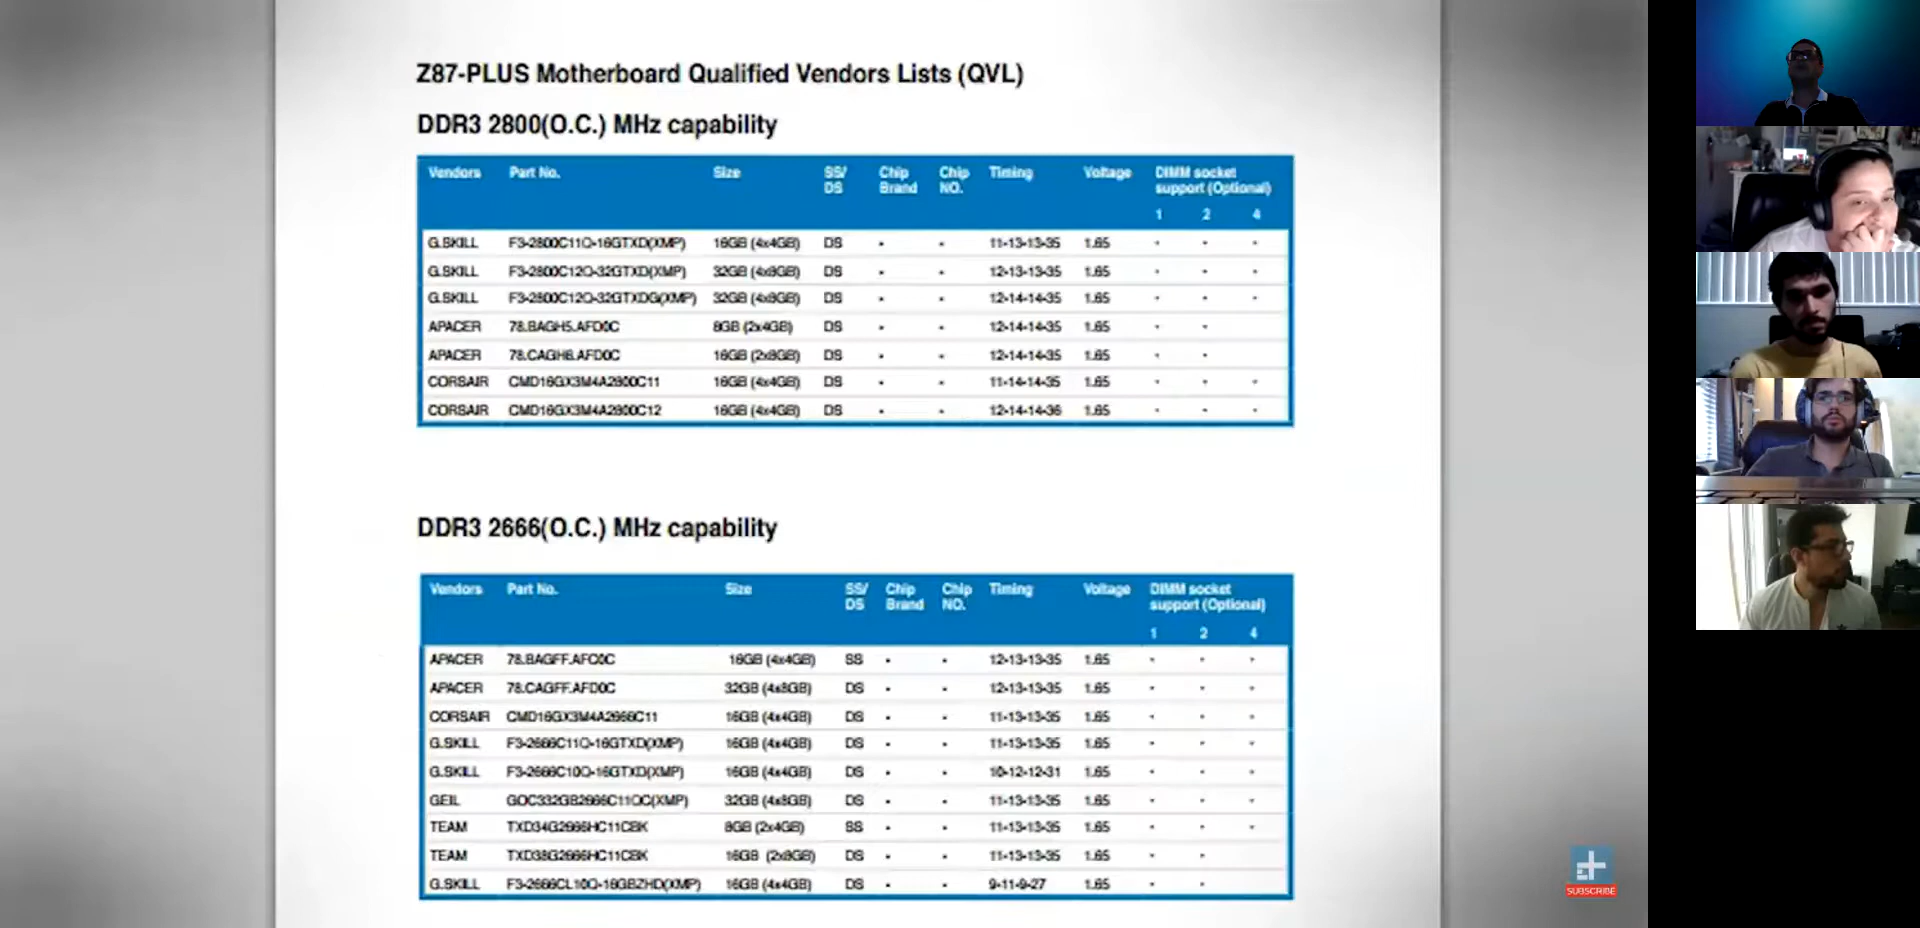 Z87-PLUS Motherboard Qualified Vendors Lists (QVL)
DDR3 2800(O.C.) MHz capability
Vendors Part No. Size SS/ DS Chip Brand Chip NO. Timing Voltage DIMM socket support (Optional)
1 2 4
G.SKILL F3-2800C11Q-16GTXD(XMP) 16GB (4x4GB) DS - - 11-13-13-35 1.65 - - -
G.SKILL F3-2800C12Q-32GTXD(XMP) 32GB (4x8GB) DS - - 12-13-13-35 1.65 - - -
G.SKILL F3-2800C12Q-32GTXDG(XMP) 32GB (4x8GB) DS - - 12-14-14-35 1.65 - - -
APACER 78.BAGH5.AFD0C 8GB (2x4GB) DS - - 12-14-14-35 1.65 - -
APACER 78.CAGH6.AFD0C 16GB (2x8GB) DS - - 12-14-14-35 1.65 - -
CORSAIR CMD16GX3M4A2800C11 16GB (4x4GB) DS - - 11-14-14-35 1.65 - - -
CORSAIR CMD16GX3M4A2800C12 16GB (4x4GB) DS - - 12-14-14-36 1.65 - - -
DDR3 2666(O.C.) MHz capability
Vendors Part No. Size SS/ DS Chip Brand Chip NO. Timing Voltage DIMM socket support (Optional)
1 2 4
APACER 78.BAGFF.AFC0C 16GB (4x4GB) SS - - 12-13-13-35 1.65 - - -
APACER 78.CAGFF.AFD0C 32GB (4x8GB) DS - - 12-13-13-35 1.65 - - -
CORSAIR CMD16GX3M4A2666C11 16GB (4x4GB) DS - - 11-13-13-35 1.65 - - -
G.SKILL F3-2666C11Q-16GTXD(XMP) 16GB (4x4GB) DS - - 11-13-13-35 1.65 - - -
G.SKILL F3-2666C10Q-16GTXD(XMP) 16GB (4x4GB) DS - - 10-12-12-31 1.65 - - -
GEIL GOC332GB2666C11QC(XMP) 32GB (4x8GB) DS - - 11-13-13-35 1.65 - - -
TEAM TXD34G2666HC11CBK 8GB (2x4GB) SS - - 11-13-13-35 1.65 - - -
TEAM TXD38G2666HC11CBK 16GB (2x8GB) DS - - 11-13-13-35 1.65 - -
G.SKILL F3-2666CL10Q-16GBZHD(XMP) 16GB (4x4GB) DS - - 9-11-9-27 1.65 - -
SUBSCRIBE